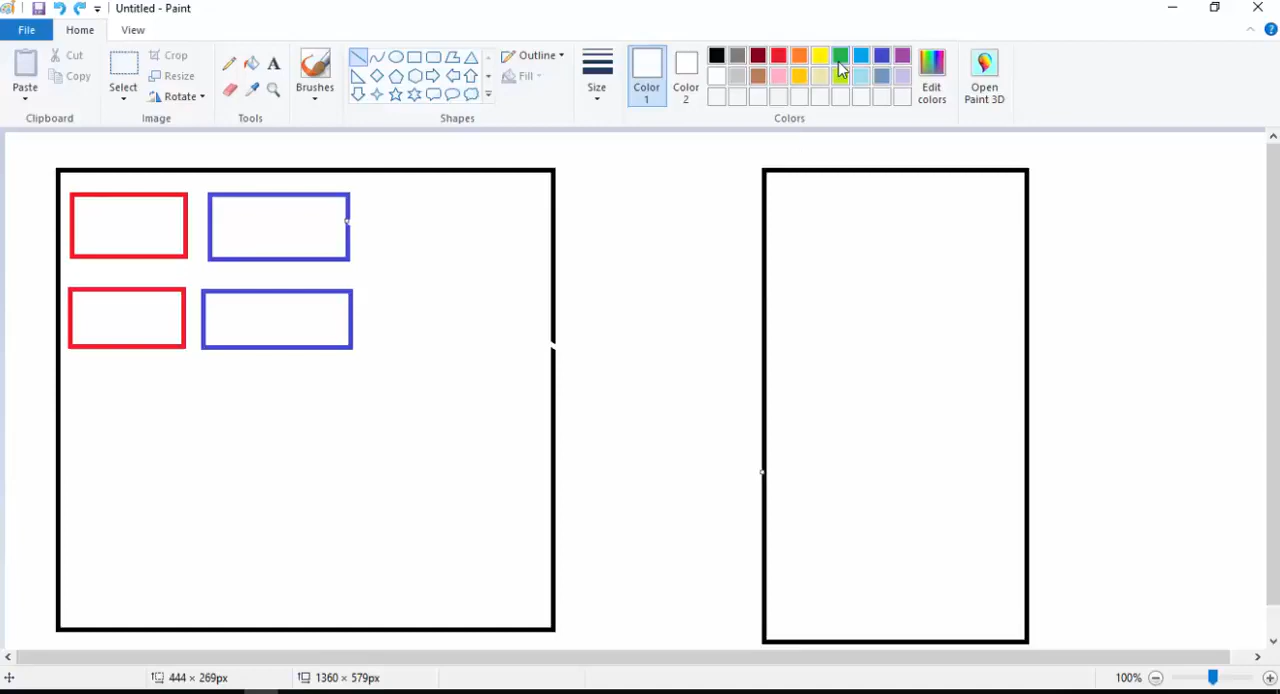 Untitled - Paint
File Home View
Paste
Cut
Copy
Clipboard
Select
Crop
Resize
Rotate
Image
Tools
Brushes
Shapes
Outline
Fill
Size
Color 1
Color 2
Edit colors
Colors
Open Paint 3D
444 × 269px
1360 × 579px
100%